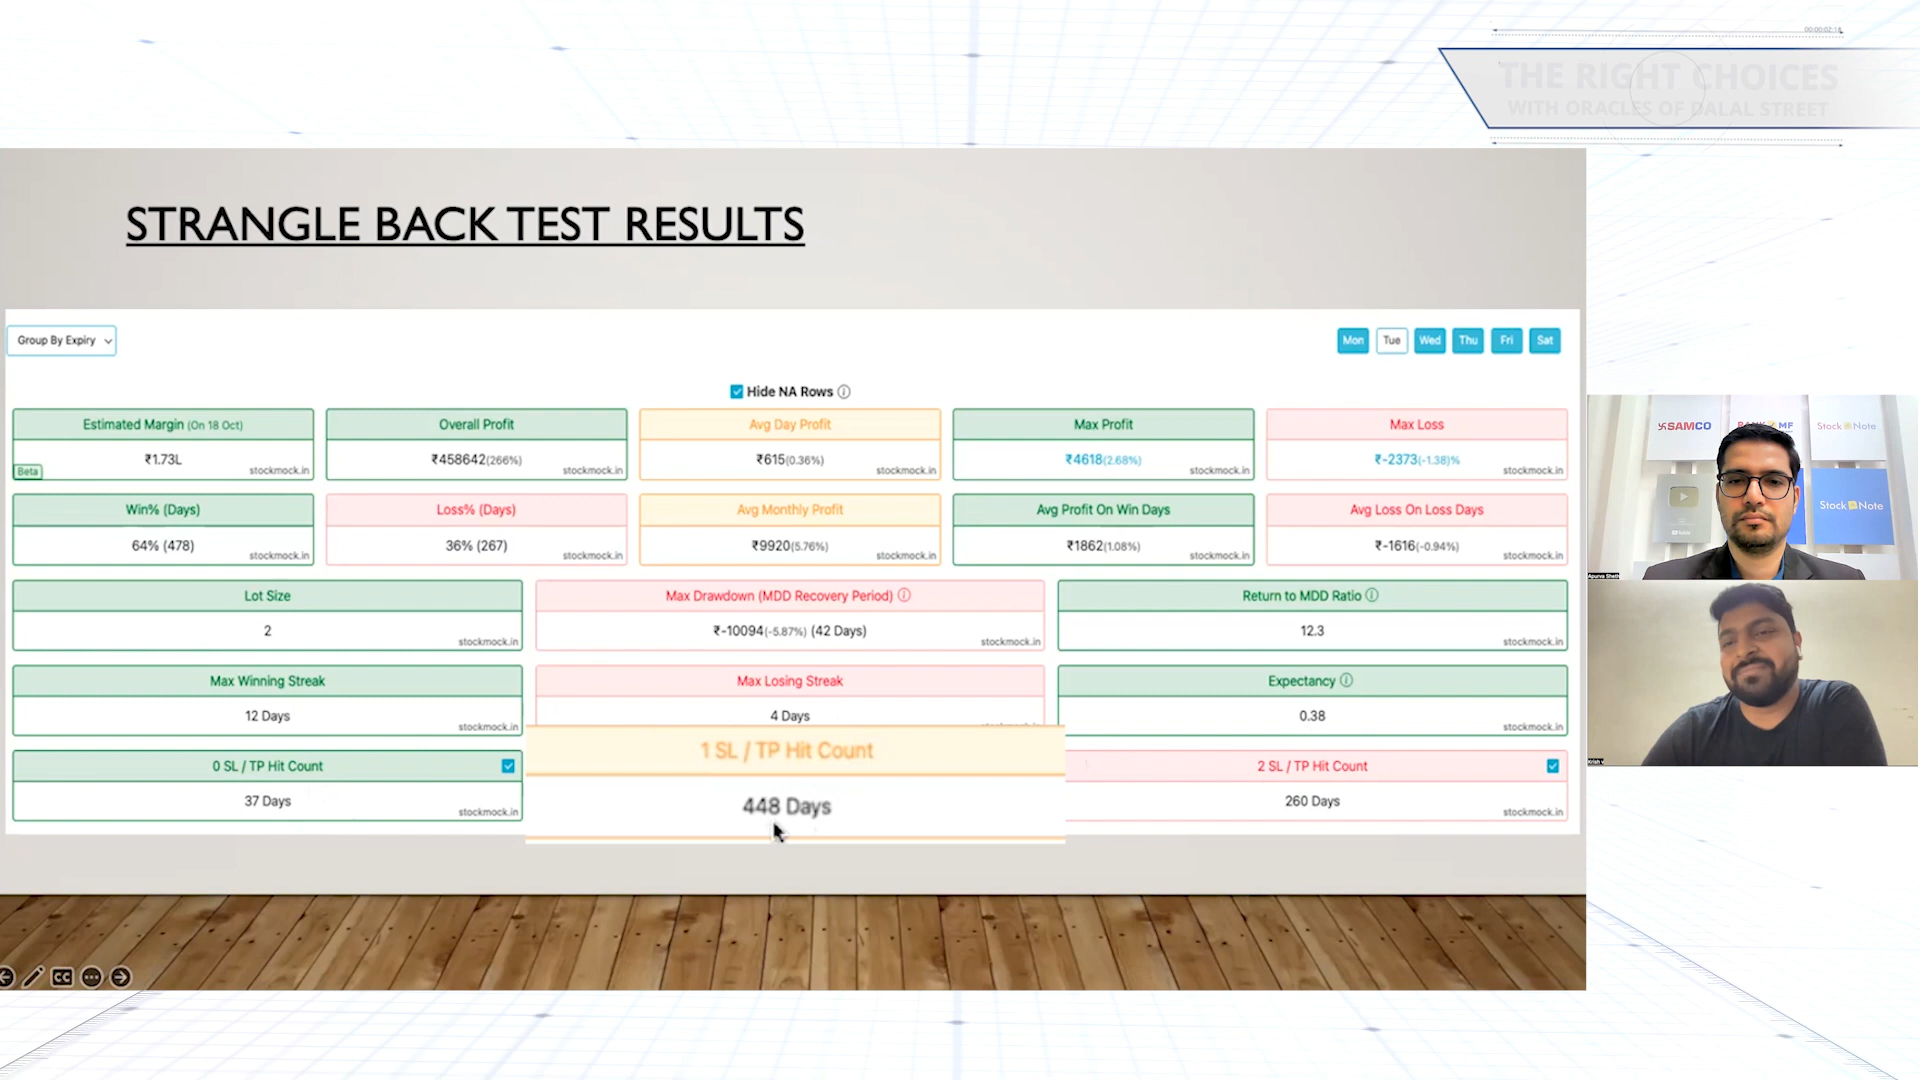 00:00:02:18
THE RIGHT CHOICES
WITH ORACLES OF DALAL STREET
STRANGLE BACK TEST RESULTS
Group By Expiry
Mon Tue Wed Thu Fri Sat
Hide NA Rows
Estimated Margin (On 18 Oct)
₹1.73L
Beta
stockmock.in
Overall Profit
₹458642(266%)
stockmock.in
Avg Day Profit
₹615(0.36%)
stockmock.in
Max Profit
₹4618(2.68%)
stockmock.in
Max Loss
₹-2373(-1.38)%
stockmock.in
Win% (Days)
64% (478)
stockmock.in
Loss% (Days)
36% (267)
stockmock.in
Avg Monthly Profit
₹9920(5.76%)
stockmock.in
Avg Profit On Win Days
₹1862(1.08%)
stockmock.in
Avg Loss On Loss Days
₹-1616(-0.94%)
stockmock.in
Lot Size
2
stockmock.in
Max Drawdown (MDD Recovery Period)
₹-10094(-5.87%) (42 Days)
stockmock.in
Return to MDD Ratio
12.3
stockmock.in
Max Winning Streak
12 Days
stockmock.in
Max Losing Streak
4 Days
Expectancy
0.38
stockmock.in
0 SL / TP Hit Count
37 Days
stockmock.in
1 SL / TP Hit Count
448 Days
2 SL / TP Hit Count
260 Days
stockmock.in
CC
SAMCO
MF
Stock Note
Stock Note
Apurva Sheth
Krish v